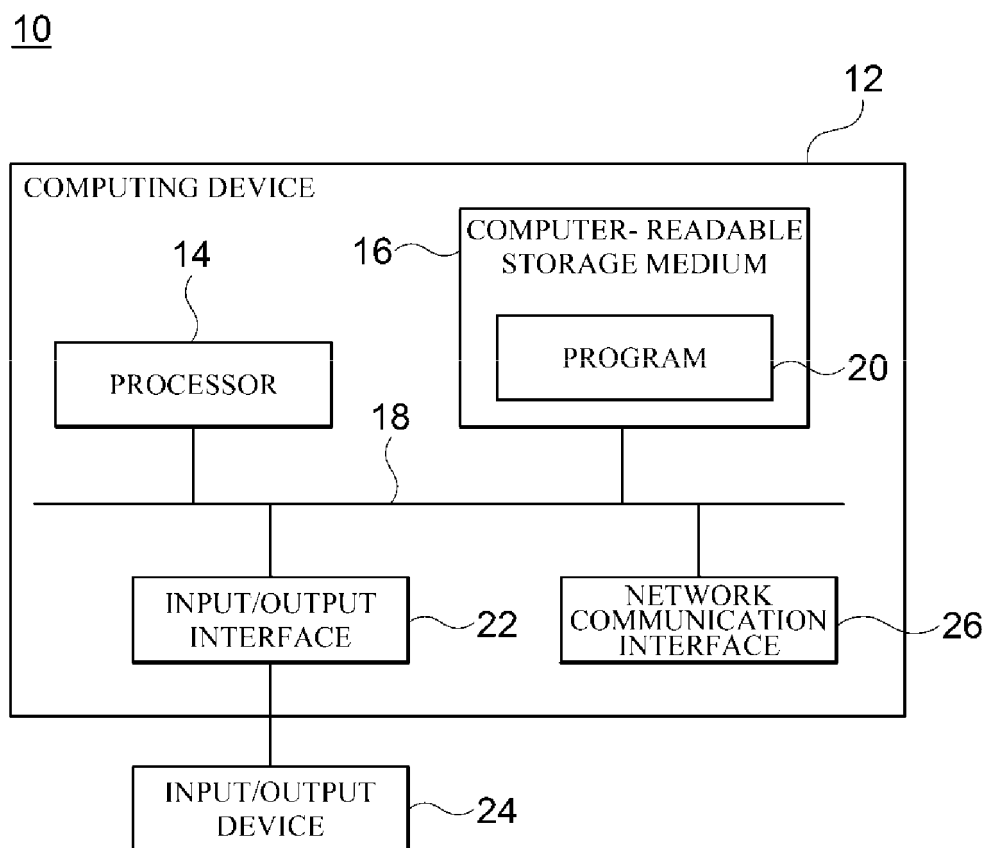 10
12
COMPUTING DEVICE
COMPUTER- READABLE
STORAGE MEDIUM
16
14
PROGRAM
20
PROCESSOR
18
INPUT/OUTPUT
INTERFACE
22
NETWORK
COMMUNICATION
INTERFACE
26
INPUT/OUTPUT
DEVICE
24